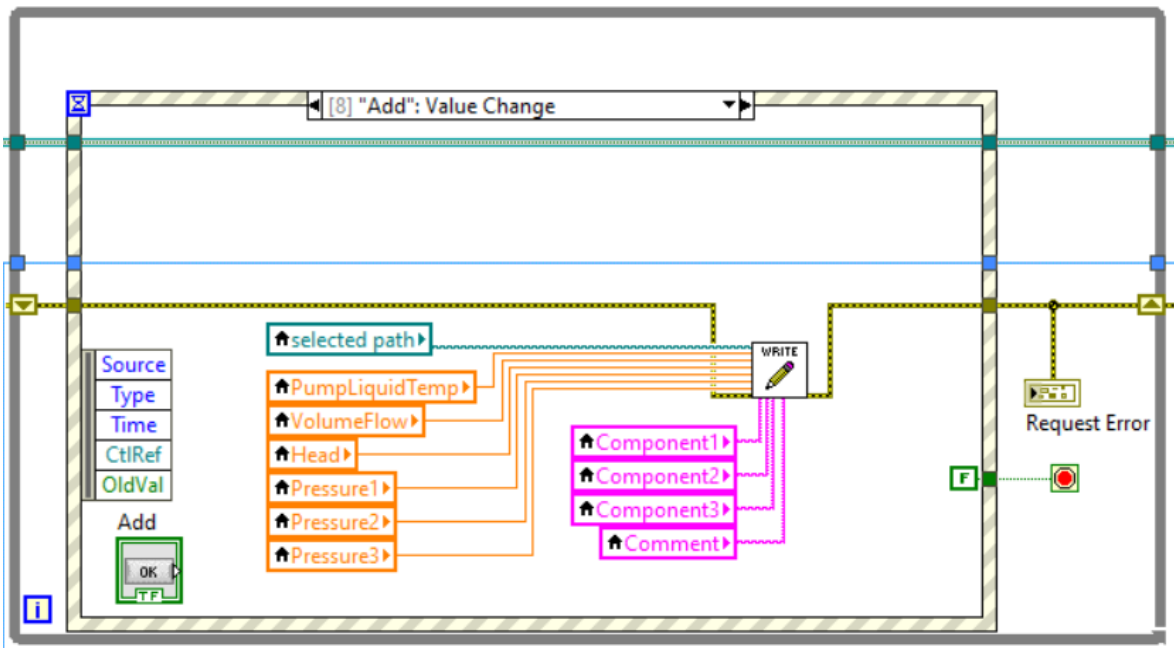 [8] "Add": Value Change
selected path
WRITE
PumpLiquidTemp
VolumeFlow
Head
Pressure1
Pressure2
Pressure3
Component1
Component2
Component3
Comment
Source
Type
Time
CtlRef
OldVal
Add
OK
TF
Request Error
F
i